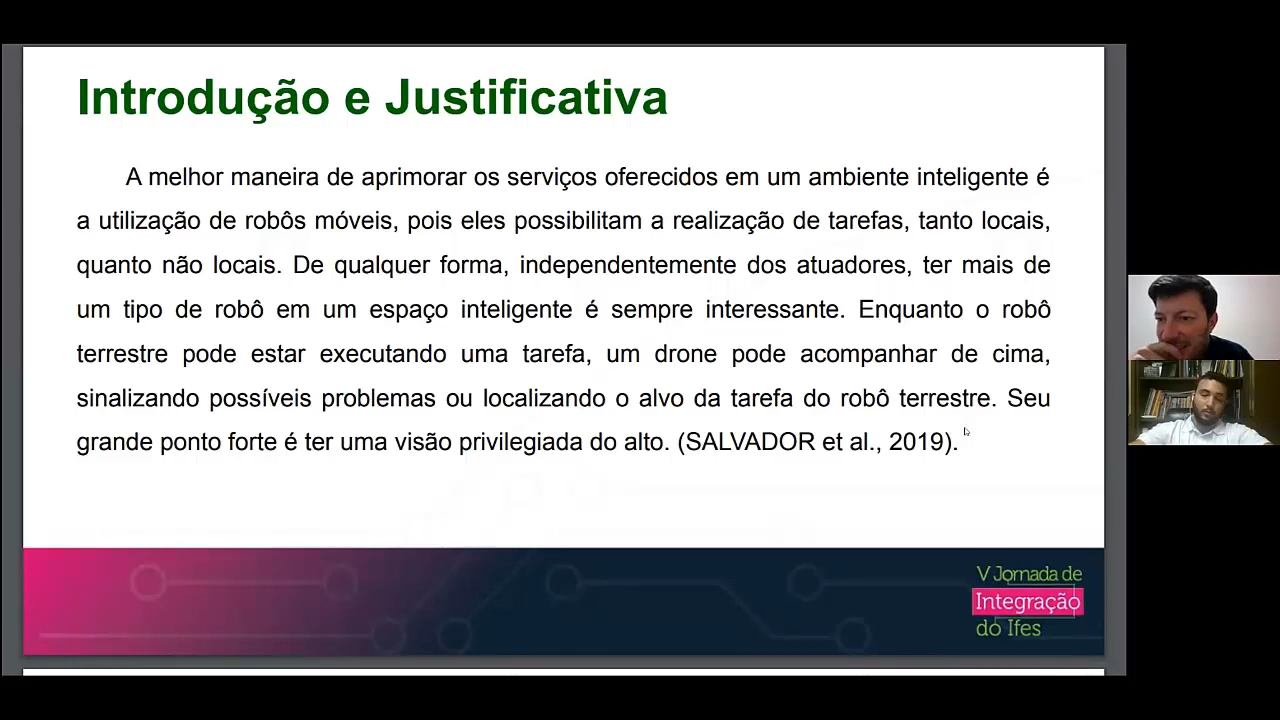 Introdução e Justificativa
A melhor maneira de aprimorar os serviços oferecidos em um ambiente inteligente é
a utilização de robôs móveis, pois eles possibilitam a realização de tarefas, tanto locais,
quanto não locais. De qualquer forma, independentemente dos atuadores, ter mais de
um tipo de robô em um espaço inteligente é sempre interessante. Enquanto o robô
terrestre pode estar executando uma tarefa, um drone pode acompanhar de cima,
sinalizando possíveis problemas ou localizando o alvo da tarefa do robô terrestre. Seu
grande ponto forte é ter uma visão privilegiada do alto. (SALVADOR et al., 2019).
V Jornada de
Integração
do Ifes